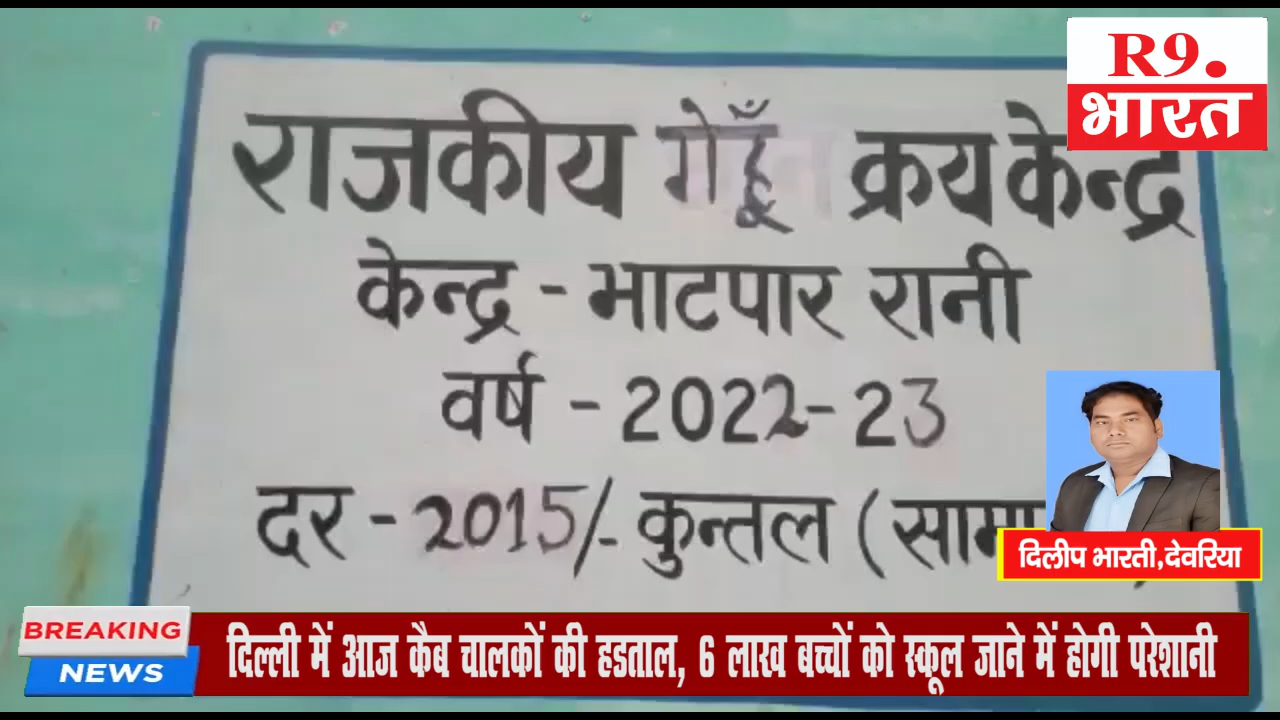 R9.
भारत
राजकीय गेहूँ क्रय केन्द्र
केन्द्र - भाटपार रानी
वर्ष - 2022-23
दर - 2015/- कुन्तल (
दिलीप भारती,देवरिया
BREAKING
NEWS
दिल्ली में आज कैब चालकों की हडताल, 6 लाख बच्चों को स्कूल जाने में होगी परेशानी